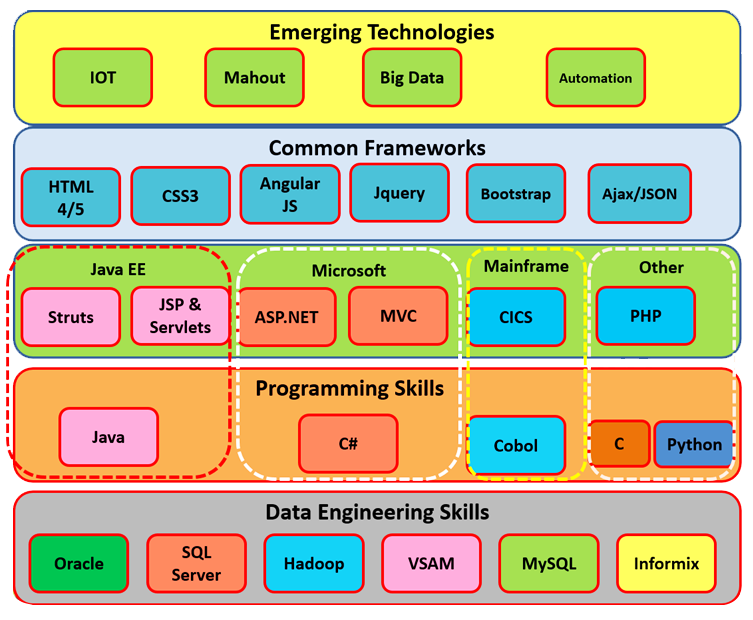 Emerging Technologies
IOT
Mahout
Big Data
Automation
Common Frameworks
HTML
4/5
CSS3
Angular
JS
Jquery
Bootstrap
Ajax/JSON
Java EE
Microsoft
Mainframe
Other
Struts
JSP &
Servlets
ASP.NET
MVC
CICS
PHP
Programming Skills
Java
C#
Cobol
C
Python
Data Engineering Skills
Oracle
SQL
Server
Hadoop
VSAM
MySQL
Informix